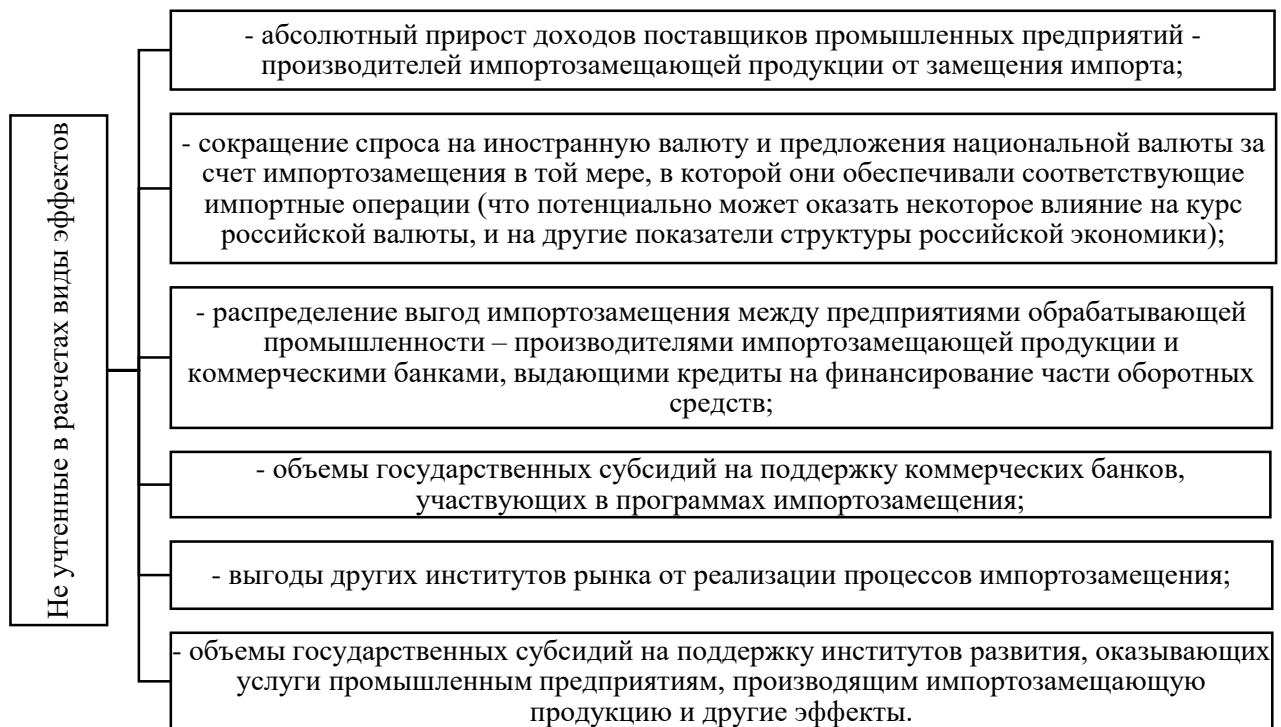 Не учтенные в расчетах виды эффектов
- абсолютный прирост доходов поставщиков промышленных предприятий -
производителей импортозамещающей продукции от замещения импорта;
- сокращение спроса на иностранную валюту и предложения национальной валюты за
счет импортозамещения в той мере, в которой они обеспечивали соответствующие
импортные операции (что потенциально может оказать некоторое влияние на курс
российской валюты, и на другие показатели структуры российской экономики);
- распределение выгод импортозамещения между предприятиями обрабатывающей
промышленности – производителями импортозамещающей продукции и
коммерческими банками, выдающими кредиты на финансирование части оборотных
средств;
- объемы государственных субсидий на поддержку коммерческих банков,
участвующих в программах импортозамещения;
- выгоды других институтов рынка от реализации процессов импортозамещения;
- объемы государственных субсидий на поддержку институтов развития, оказывающих
услуги промышленным предприятиям, производящим импортозамещающую
продукцию и другие эффекты.